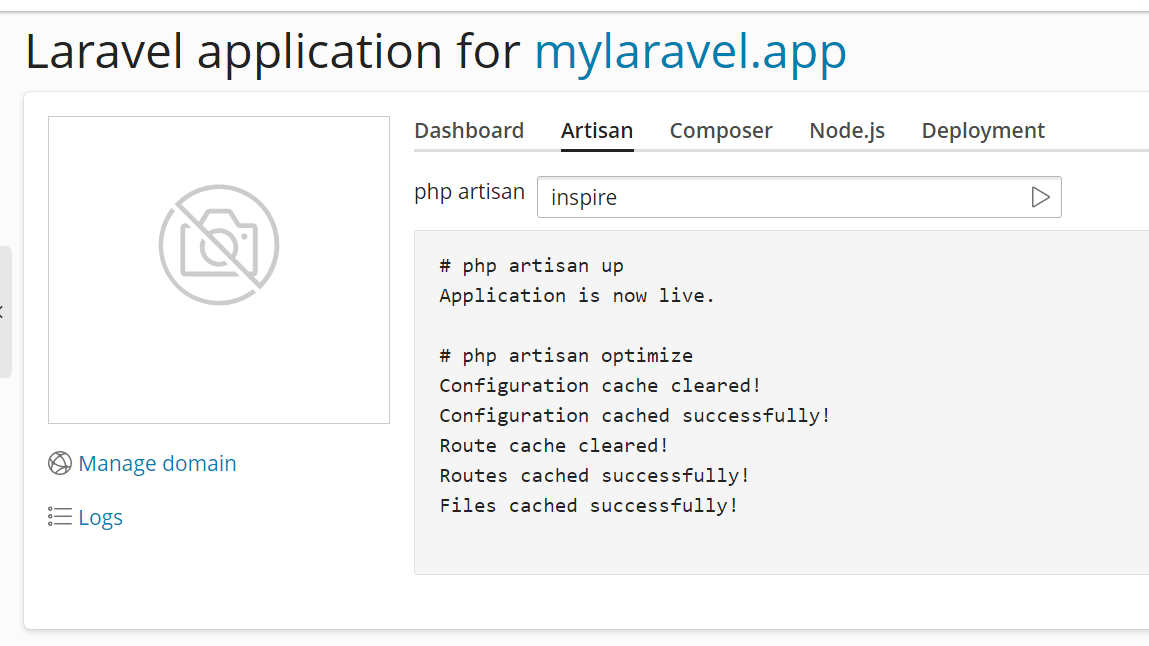 Laravel application for mylaravel.app
Dashboard Artisan Composer Node.js Deployment
php artisan inspire
# php artisan up
Application is now live.
# php artisan optimize
Configuration cache cleared!
Configuration cached successfully!
Route cache cleared!
Routes cached successfully!
Files cached successfully!
Manage domain
Logs